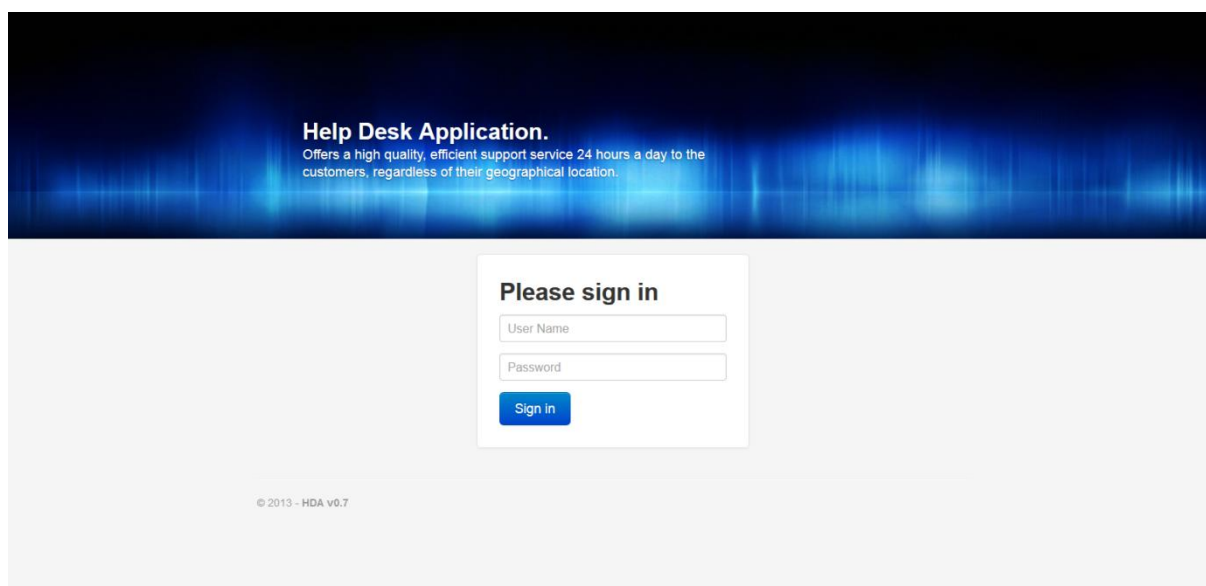 Help Desk Application.
Offers a high quality, efficient support service 24 hours a day to the
customers, regardless of their geographical location.
Please sign in
User Name
Password
Sign in
© 2013 - HDA v0.7